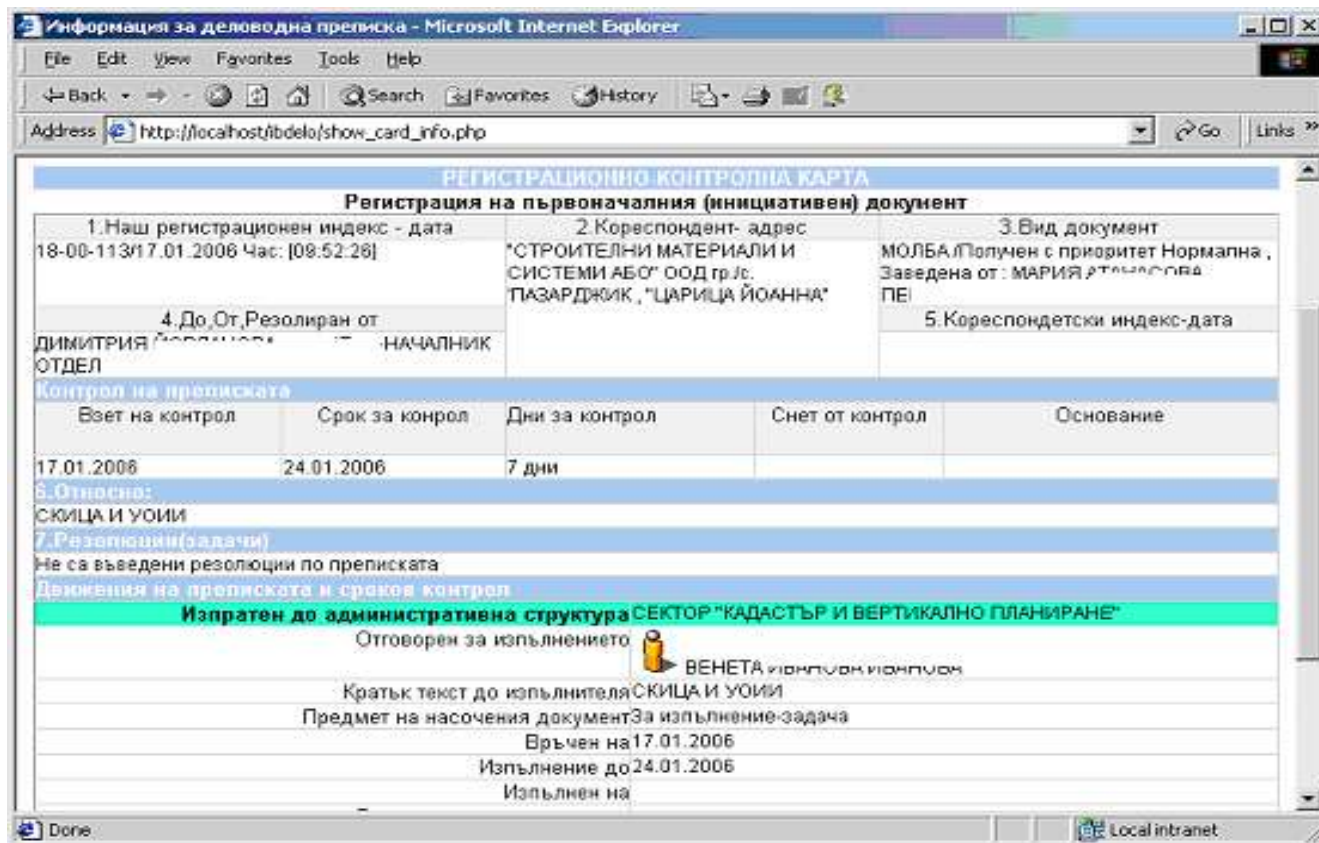 Информация за деловодна преписка - Microsoft Internet Explorer
File Edit View Favorites Tools Help
Back Search Favorites History
Address http://localhost/ibdelo/show_card_info.php Go Links »
РЕГИСТРАЦИОННО-КОНТРОЛНА КАРТА
Регистрация на първоначалния (инициативен) документ
1.Наш регистрационен индекс - дата
18-00-113/17.01.2006 Час: [09:52:26]
2.Кореспондент- адрес
"СТРОИТЕЛНИ МАТЕРИАЛИ И
СИСТЕМИ АБО" ООД гр./с.
ПАЗАРДЖИК , "ЦАРИЦА ЙОАННА"
3.Вид документ
МОЛБА /Получен с приоритет Нормална ,
Заведена от : МАРИЯ
4.До,От,Резолиран от
ДИМИТРИЯ -НАЧАЛНИК
ОТДЕЛ
5.Кореспондетски индекс-дата
Контрол на преписката
Взет на контрол Срок за конрол Дни за контрол Снет от контрол Основание
17.01.2006 24.01.2006 7 дни
6.Относно:
СКИЦА И УОИИ
7.Резолюции(задачи)
Не са въведени резолюции по преписката
Движения на преписката и сроков контрол
Изпратен до административна структура СЕКТОР "КАДАСТЪР И ВЕРТИКАЛНО ПЛАНИРАНЕ"
Отговорен за изпълнението
ВЕНЕТА
Кратък текст до изпълнителя СКИЦА И УОИИ
Предмет на насочения документ За изпълнение-задача
Връчен на 17.01.2006
Изпълнение до 24.01.2006
Изпълнен на
Done Local intranet